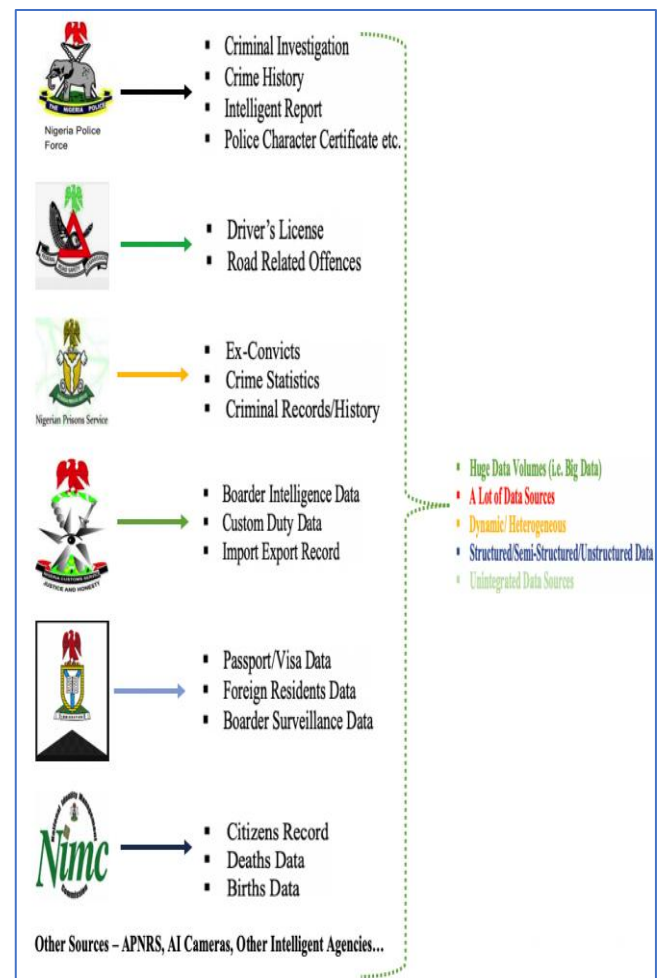 THE NIGERIA POLICE
Nigeria Police
Force
▪ Criminal Investigation
▪ Crime History
▪ Intelligent Report
▪ Police Character Certificate etc.
▪ Driver's License
▪ Road Related Offences
Nigerian Prisons Service
▪ Ex-Convicts
▪ Crime Statistics
▪ Criminal Records/History
NIGERIA CUSTOMS SERVICE
JUSTICE AND HONESTY
▪ Boarder Intelligence Data
▪ Custom Duty Data
▪ Import Export Record
▪ Huge Data Volumes (i.e. Big Data)
▪ A Lot of Data Sources
▪ Dynamic/ Heterogeneous
▪ Structured/Semi-Structured/Unstructured Data
▪ Unintegrated Data Sources
▪ Passport/Visa Data
▪ Foreign Residents Data
▪ Boarder Surveillance Data
Nimc
▪ Citizens Record
▪ Deaths Data
▪ Births Data
Other Sources – APNRS, AI Cameras, Other Intelligent Agencies…